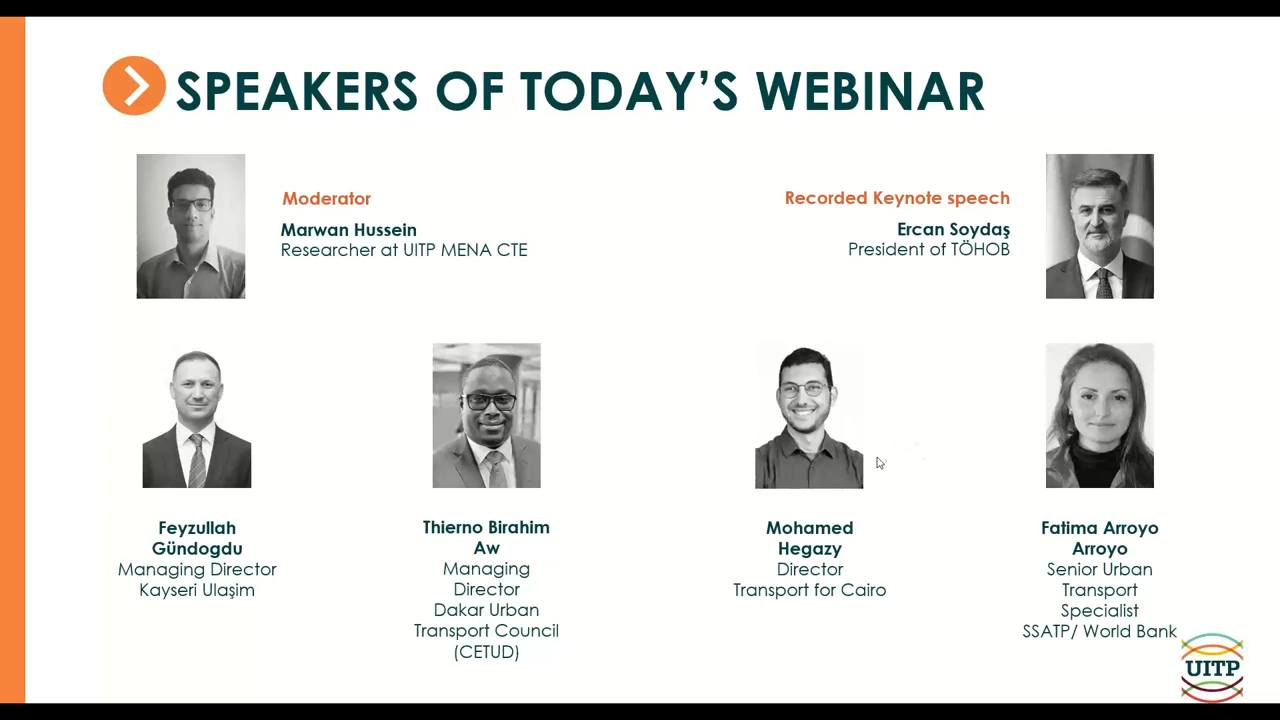 SPEAKERS OF TODAY'S WEBINAR
Moderator
Marwan Hussein
Researcher at UITP MENA CTE
Recorded Keynote speech
Ercan Soydaş
President of TÖHOB
Feyzullah
Gündogdu
Managing Director
Kayseri Ulaşim
Thierno Birahim
Aw
Managing
Director
Dakar Urban
Transport Council
(CETUD)
Mohamed
Hegazy
Director
Transport for Cairo
Fatima Arroyo
Arroyo
Senior Urban
Transport
Specialist
SSATP/ World Bank
UITP